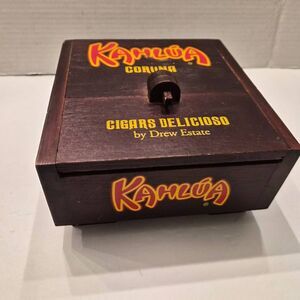 KAHLÚA
CORONA
CIGARS DELICIOSO
by Drew Estate
KAHLÚA
®